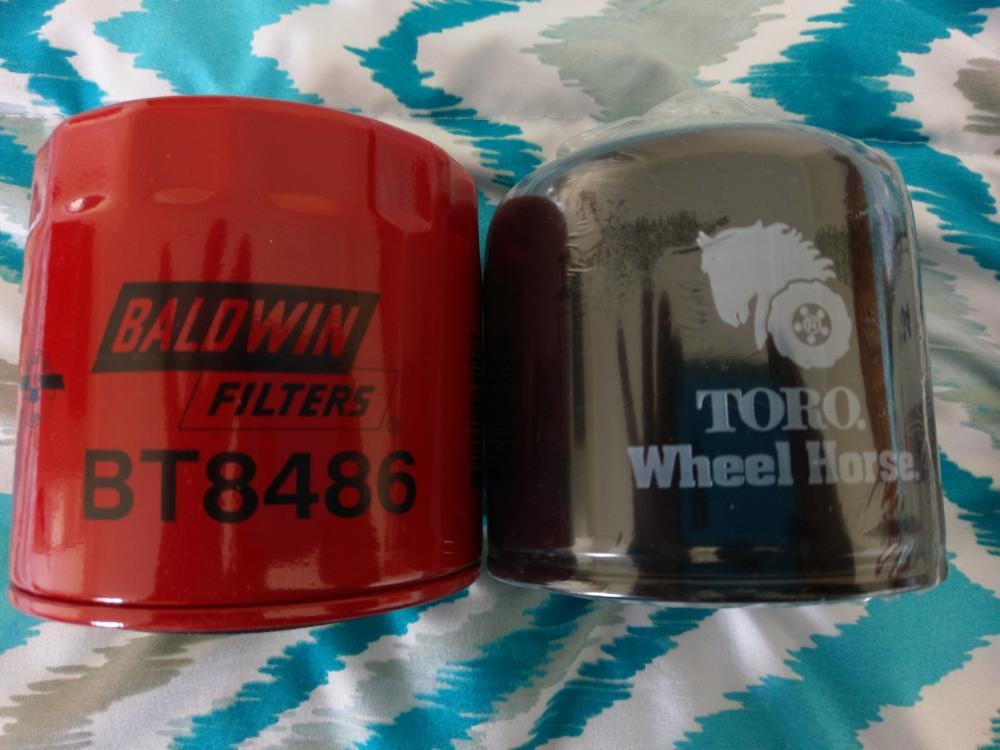 BALDWIN
FILTERS®
BT8486
TORO®
Wheel Horse®